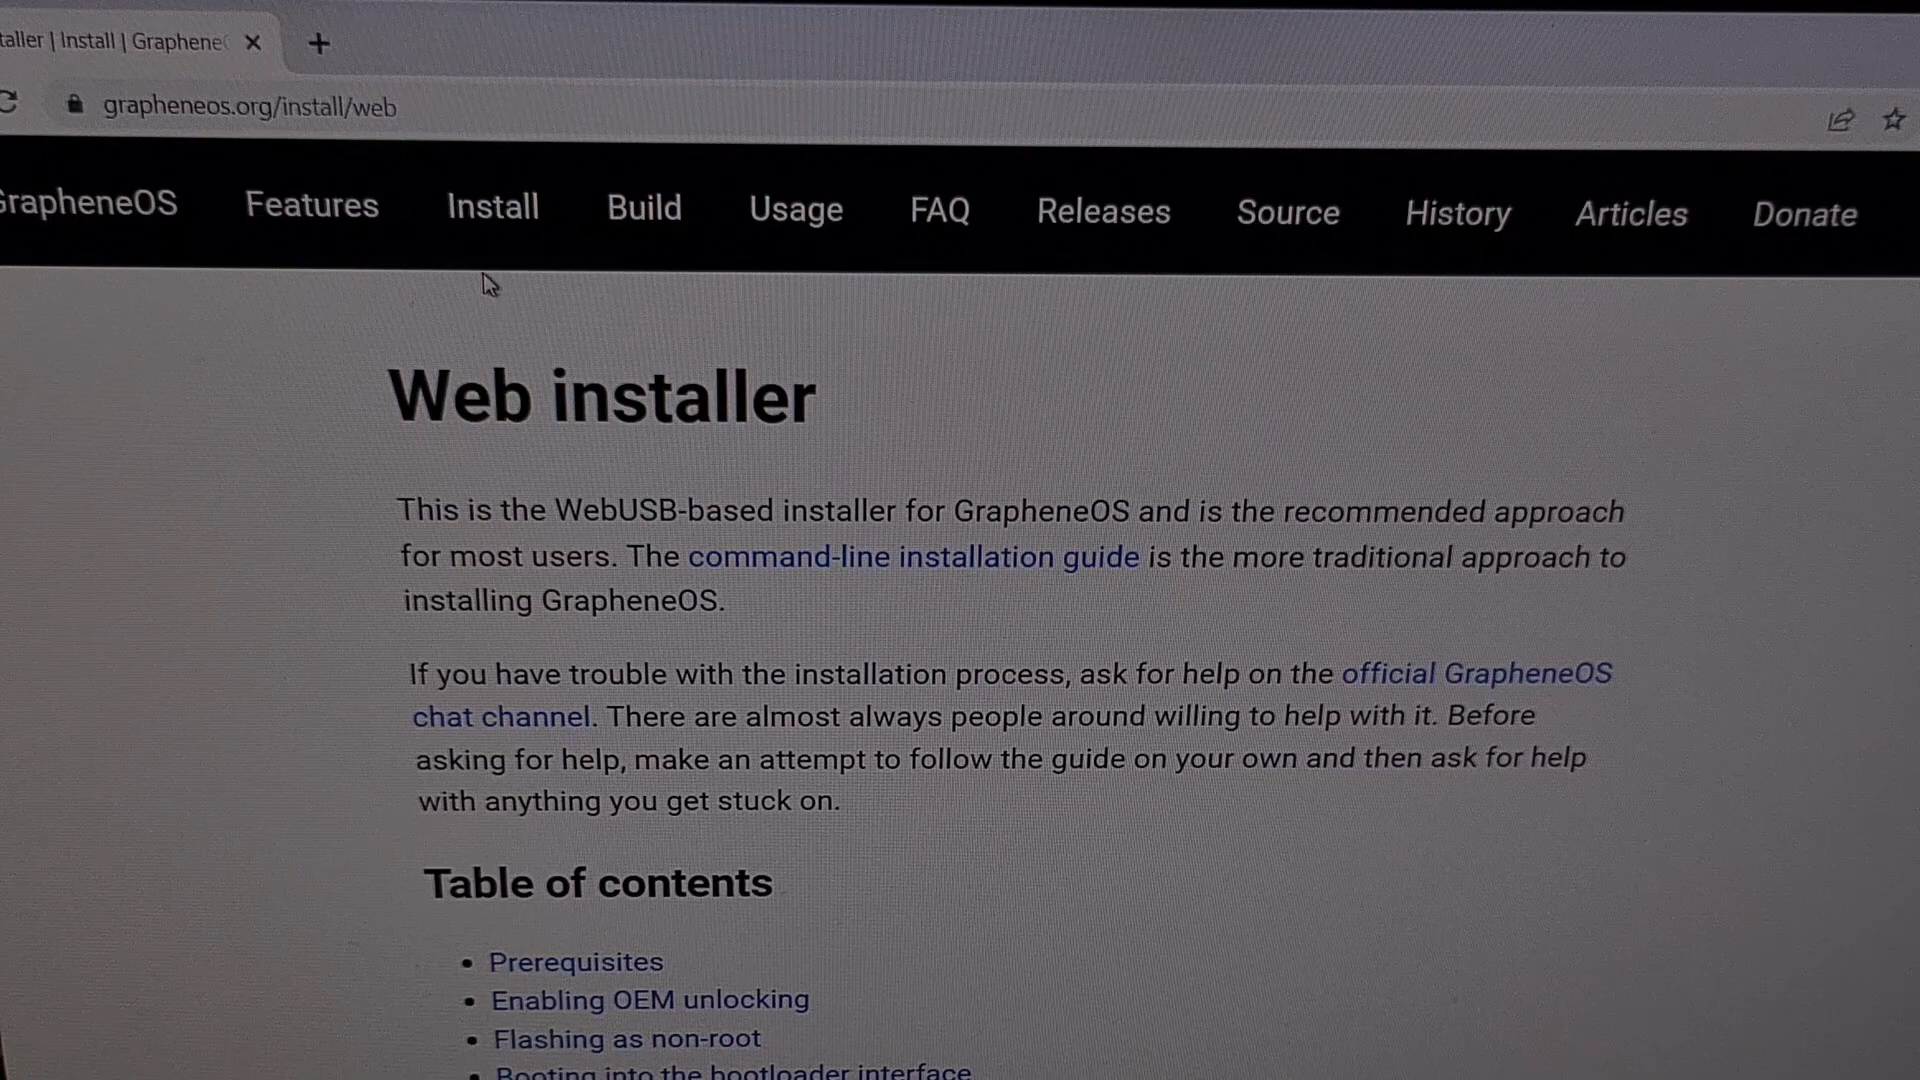 taller | Install | Graphene
grapheneos.org/install/web
GrapheneOS Features Install Build Usage FAQ Releases Source History Articles Donate
Web installer
This is the WebUSB-based installer for GrapheneOS and is the recommended approach
for most users. The command-line installation guide is the more traditional approach to
installing GrapheneOS.
If you have trouble with the installation process, ask for help on the official GrapheneOS
chat channel. There are almost always people around willing to help with it. Before
asking for help, make an attempt to follow the guide on your own and then ask for help
with anything you get stuck on.
Table of contents
• Prerequisites
• Enabling OEM unlocking
• Flashing as non-root
• Booting into the bootloader interface